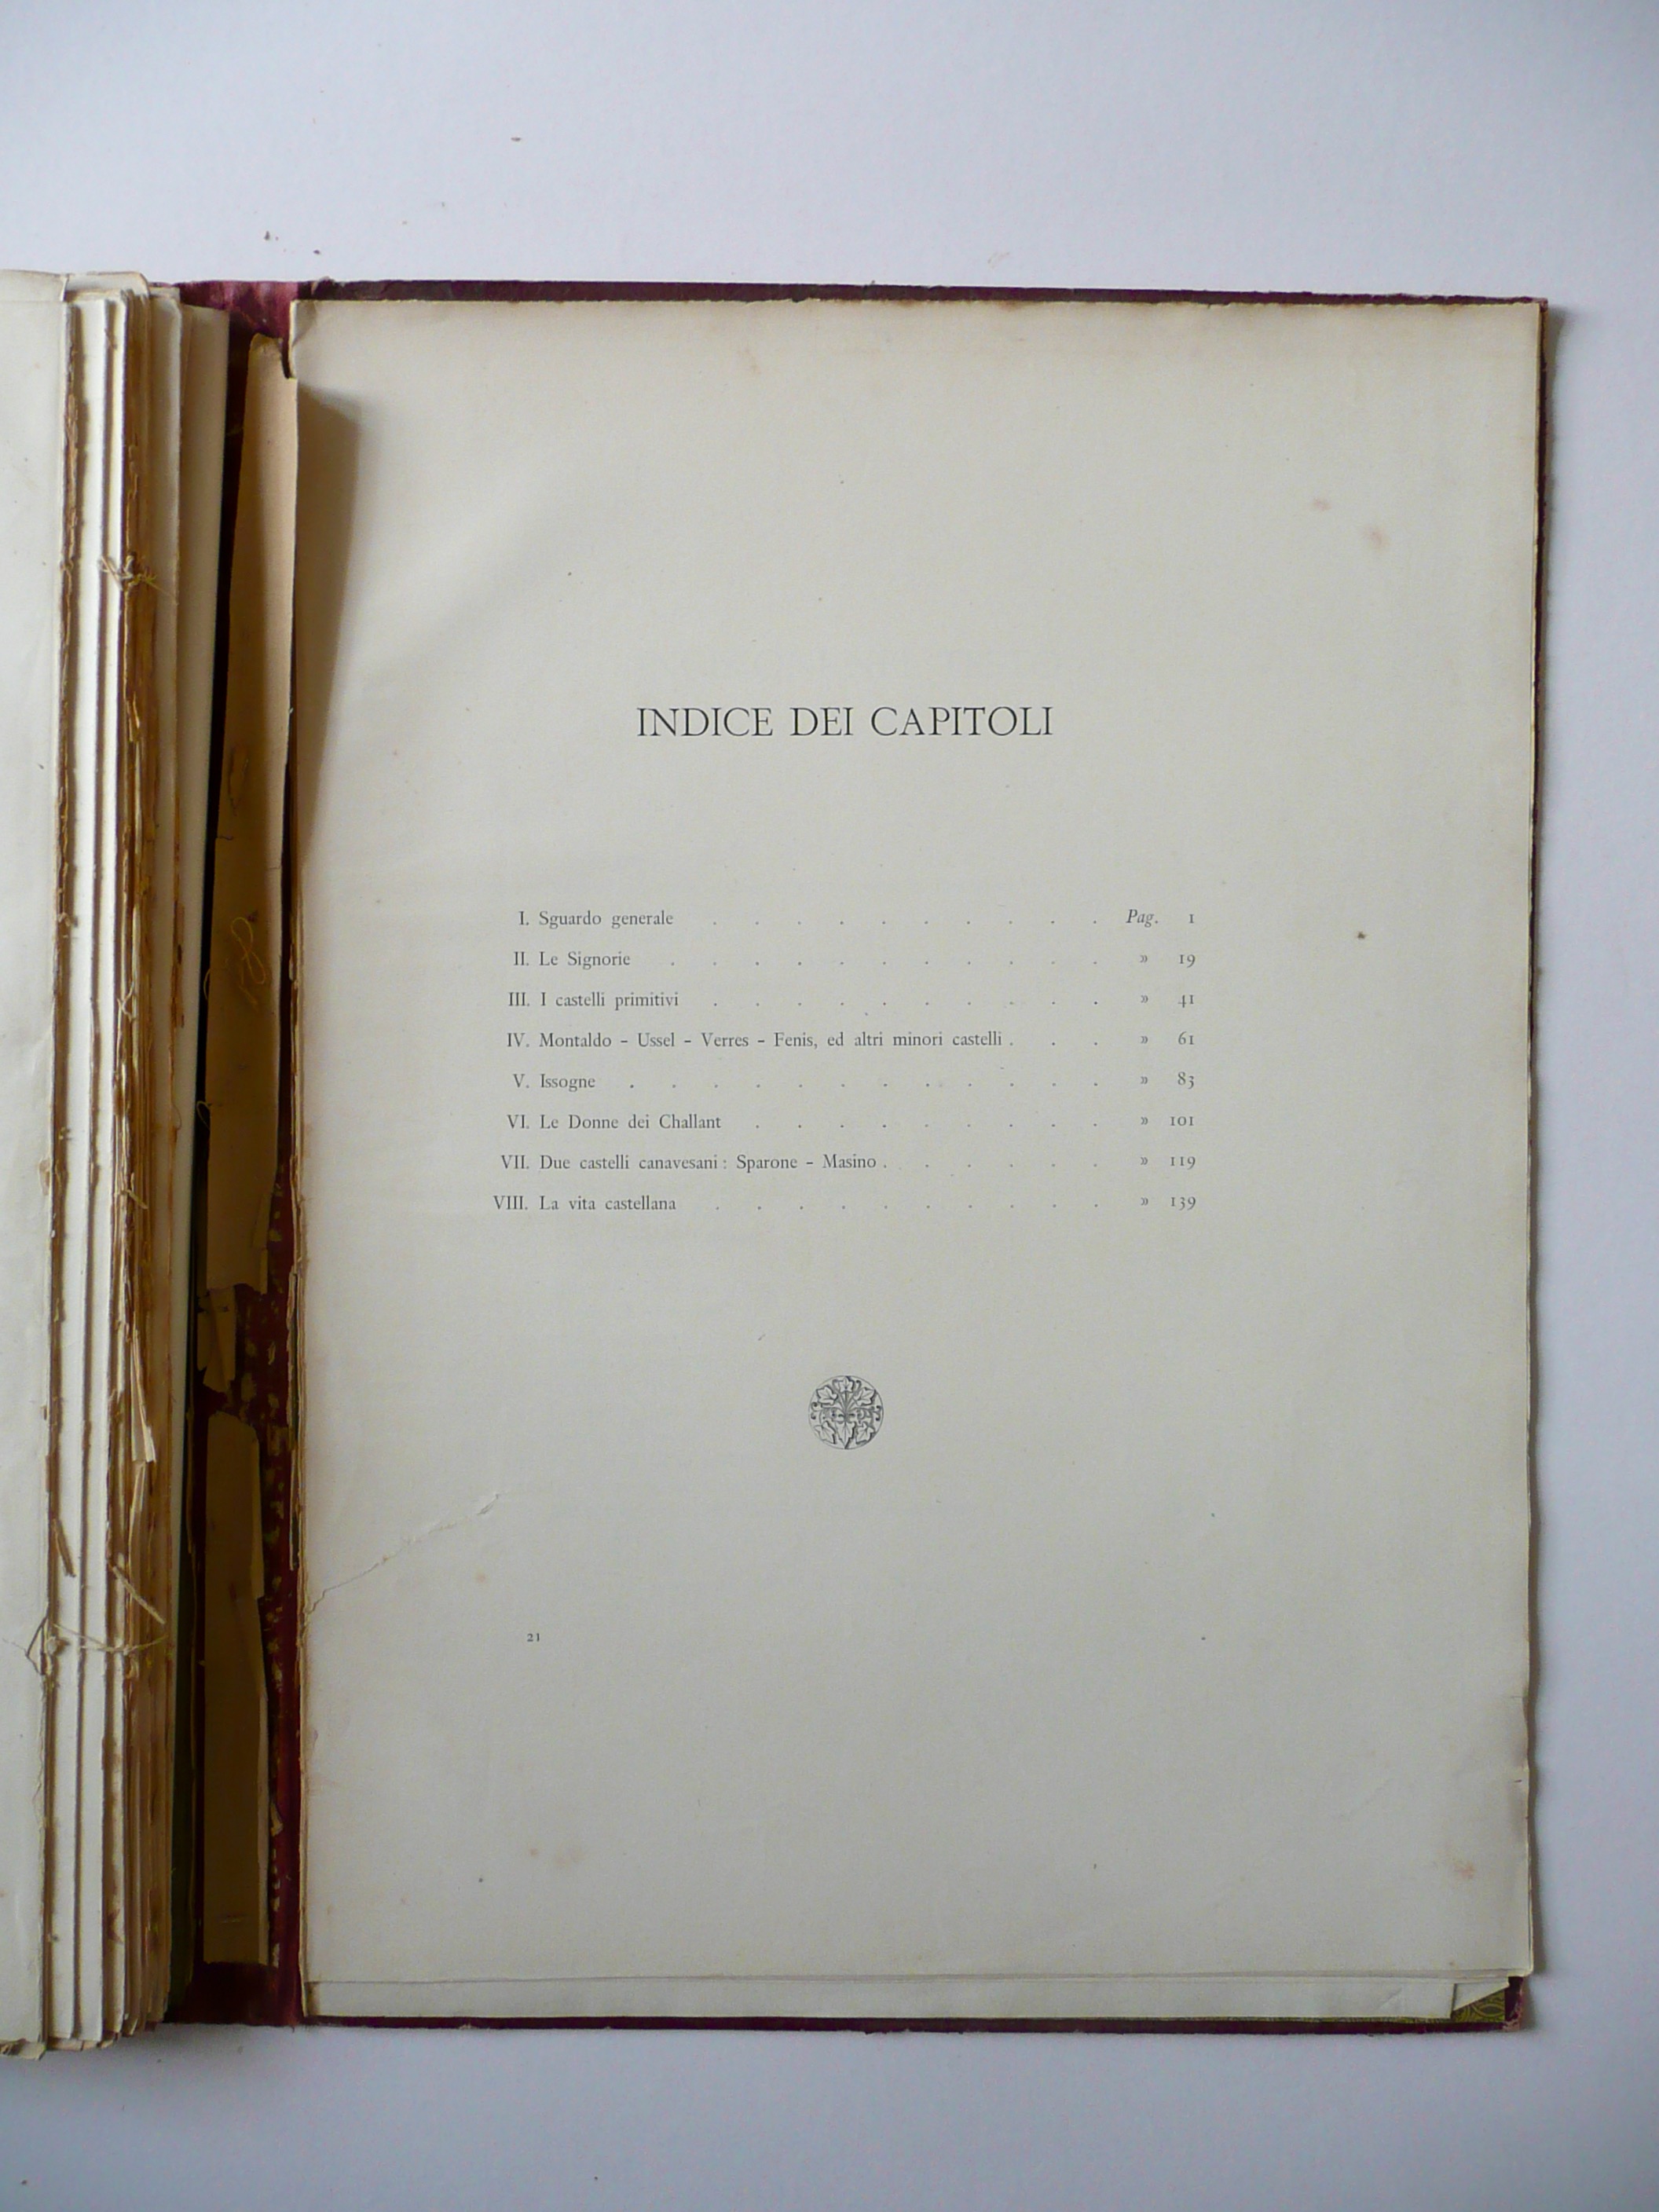 INDICE DEI CAPITOLI
I. Sguardo generale . . . . . . . . . . Pag. 1
II. Le Signorie . . . . . . . . . . . » 19
III. I castelli primitivi . . . . . . . . . . » 41
IV. Montaldo – Ussel – Verres – Fenis, ed altri minori castelli . . . » 61
V. Issogne . . . . . . . . . . . . » 83
VI. Le Donne dei Challant . . . . . . . . . » 101
VII. Due castelli canavesani : Sparone – Masino . . . . . . » 119
VIII. La vita castellana . . . . . . . . . . » 139
21